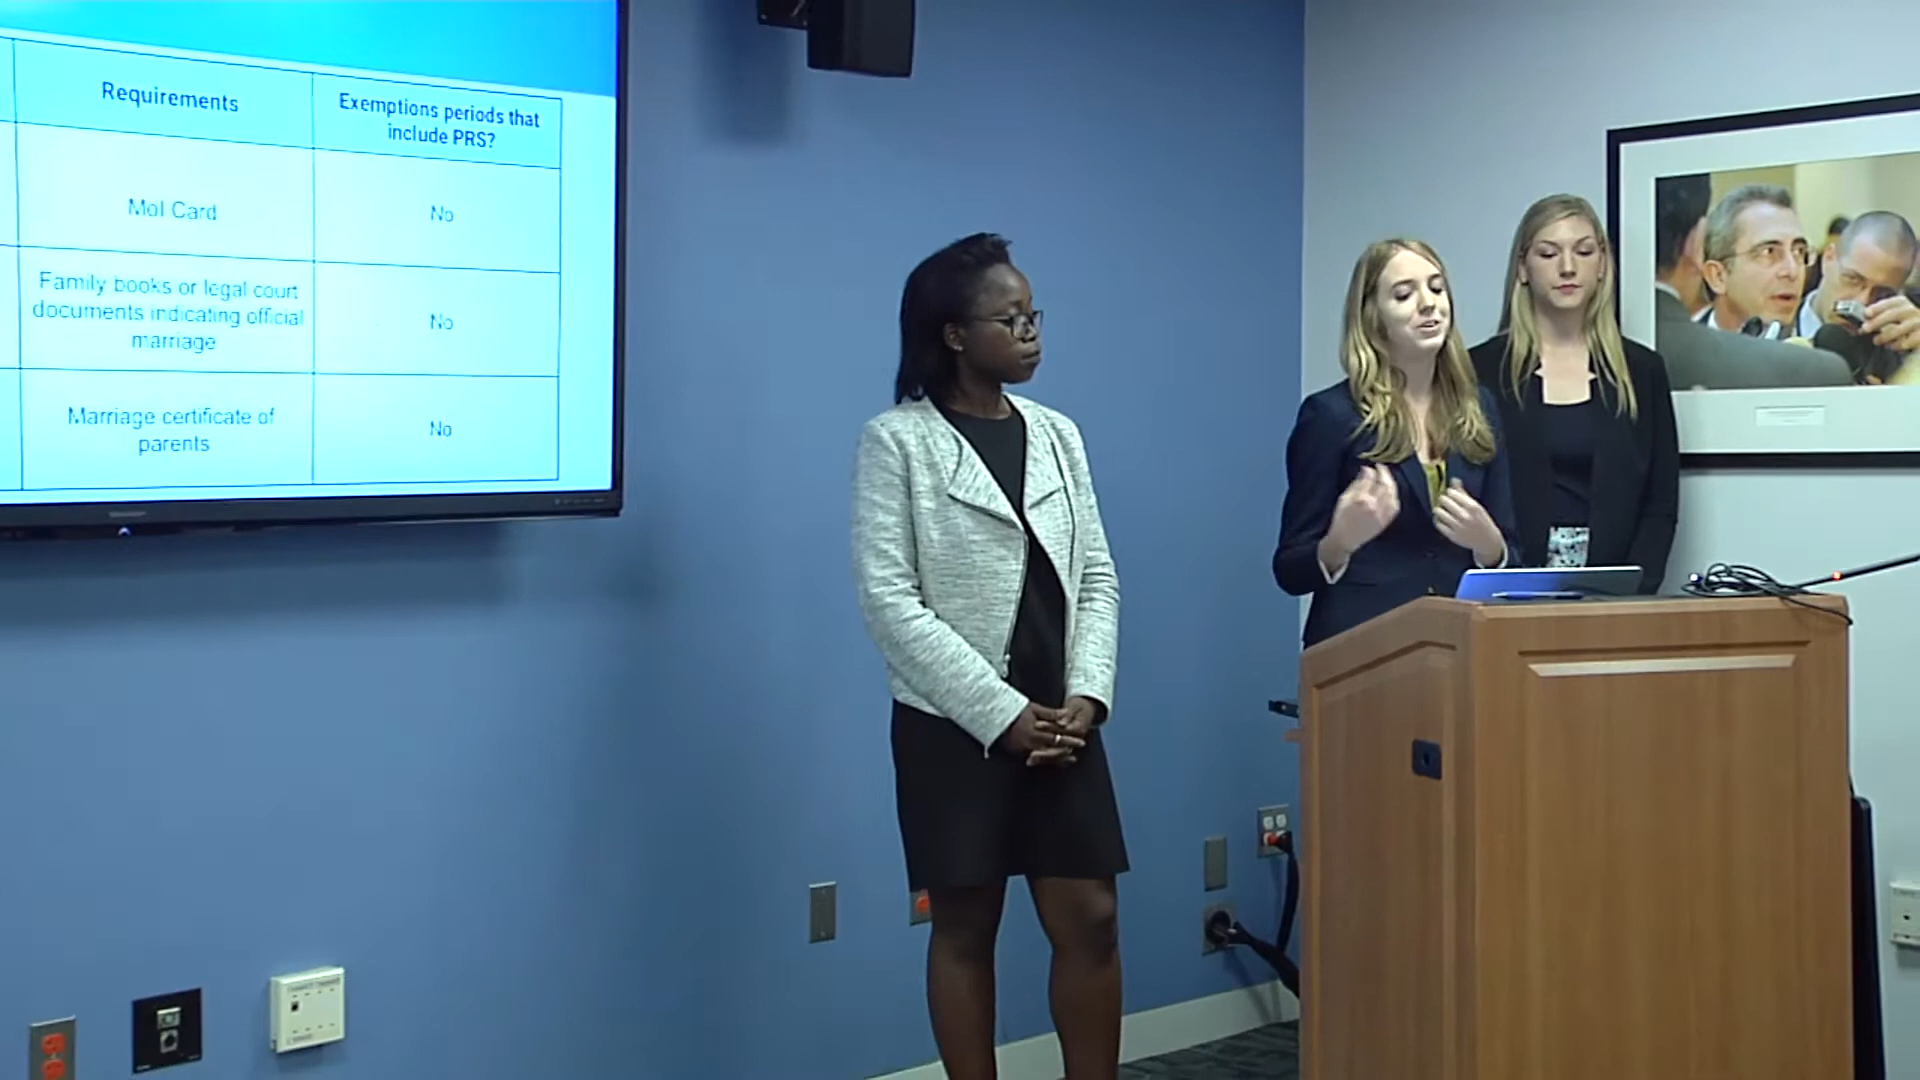 Requirements
Exemptions periods that
include PRS?
MoI Card
No
Family books or legal court
documents indicating official
marriage
No
Marriage certificate of
parents
No